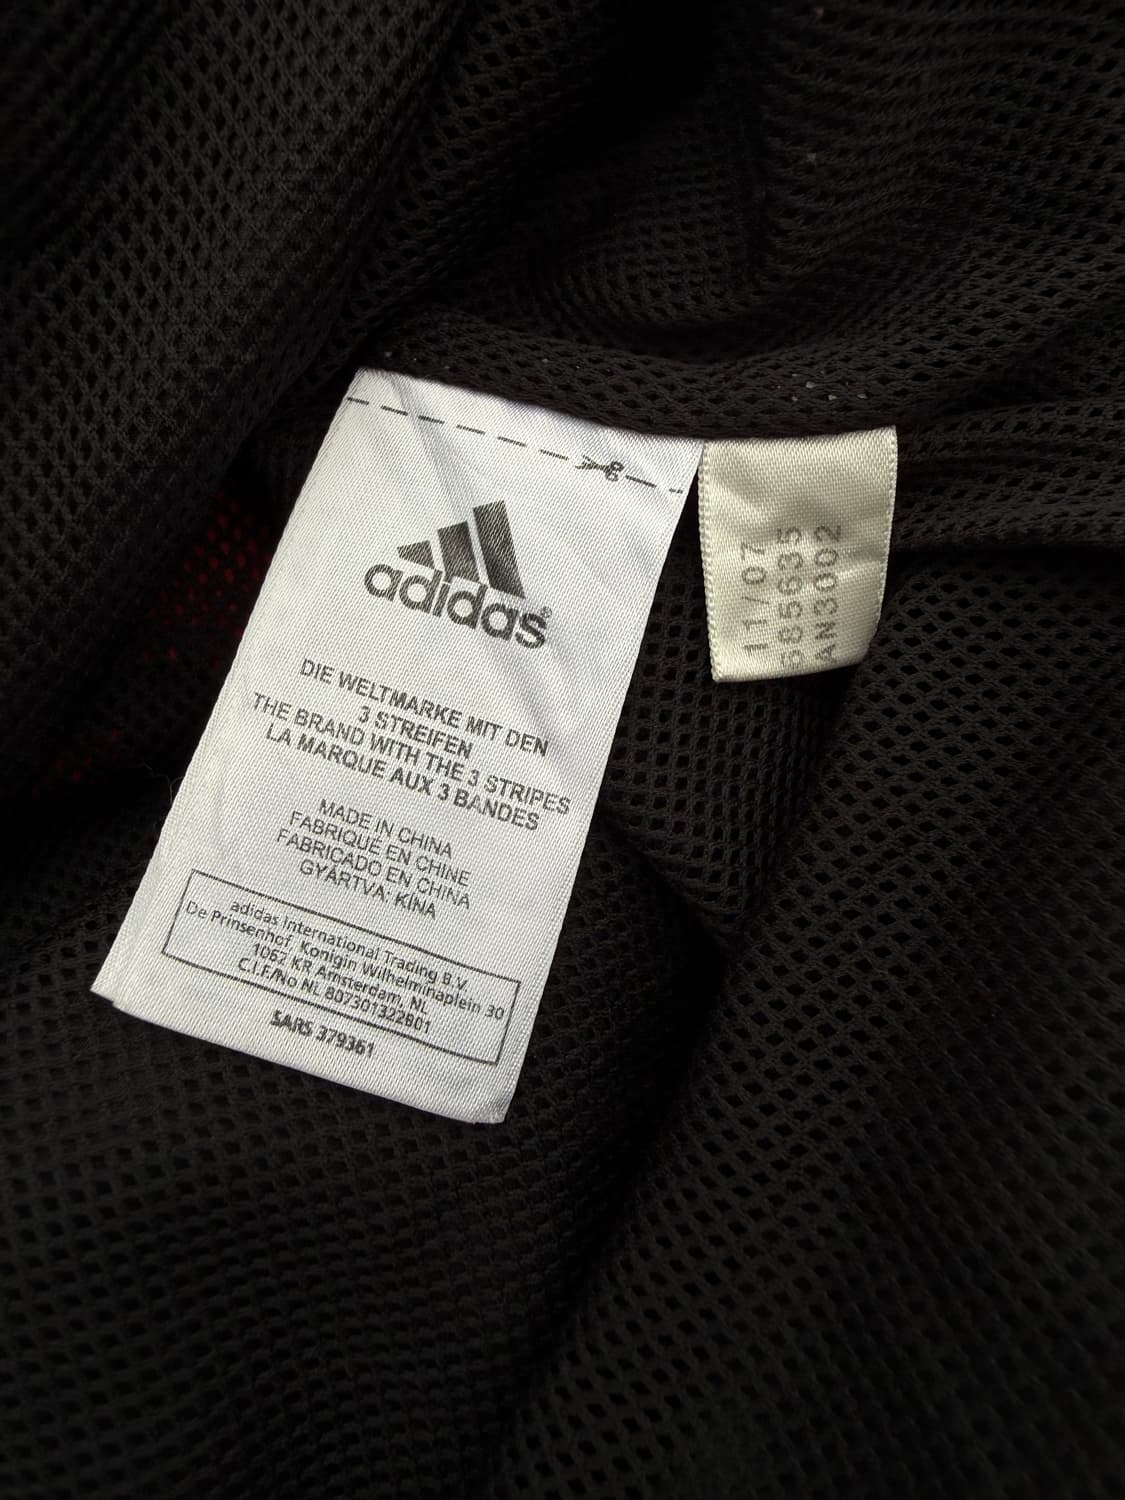 adidas®
DIE WELTMARKE MIT DEN
3 STREIFEN
THE BRAND WITH THE 3 STRIPES
LA MARQUE AUX 3 BANDES
MADE IN CHINA
FABRIQUE EN CHINE
FABRICADO EN CHINA
GYÁRTVA: KÍNA
adidas International Trading B.V.
De Prinsenhof, Konigin Wilhelminaplein 30
1062 KR Amsterdam, NL
C.I.F./No NL 807301322B01
SARS 379361
11/07
AN3002